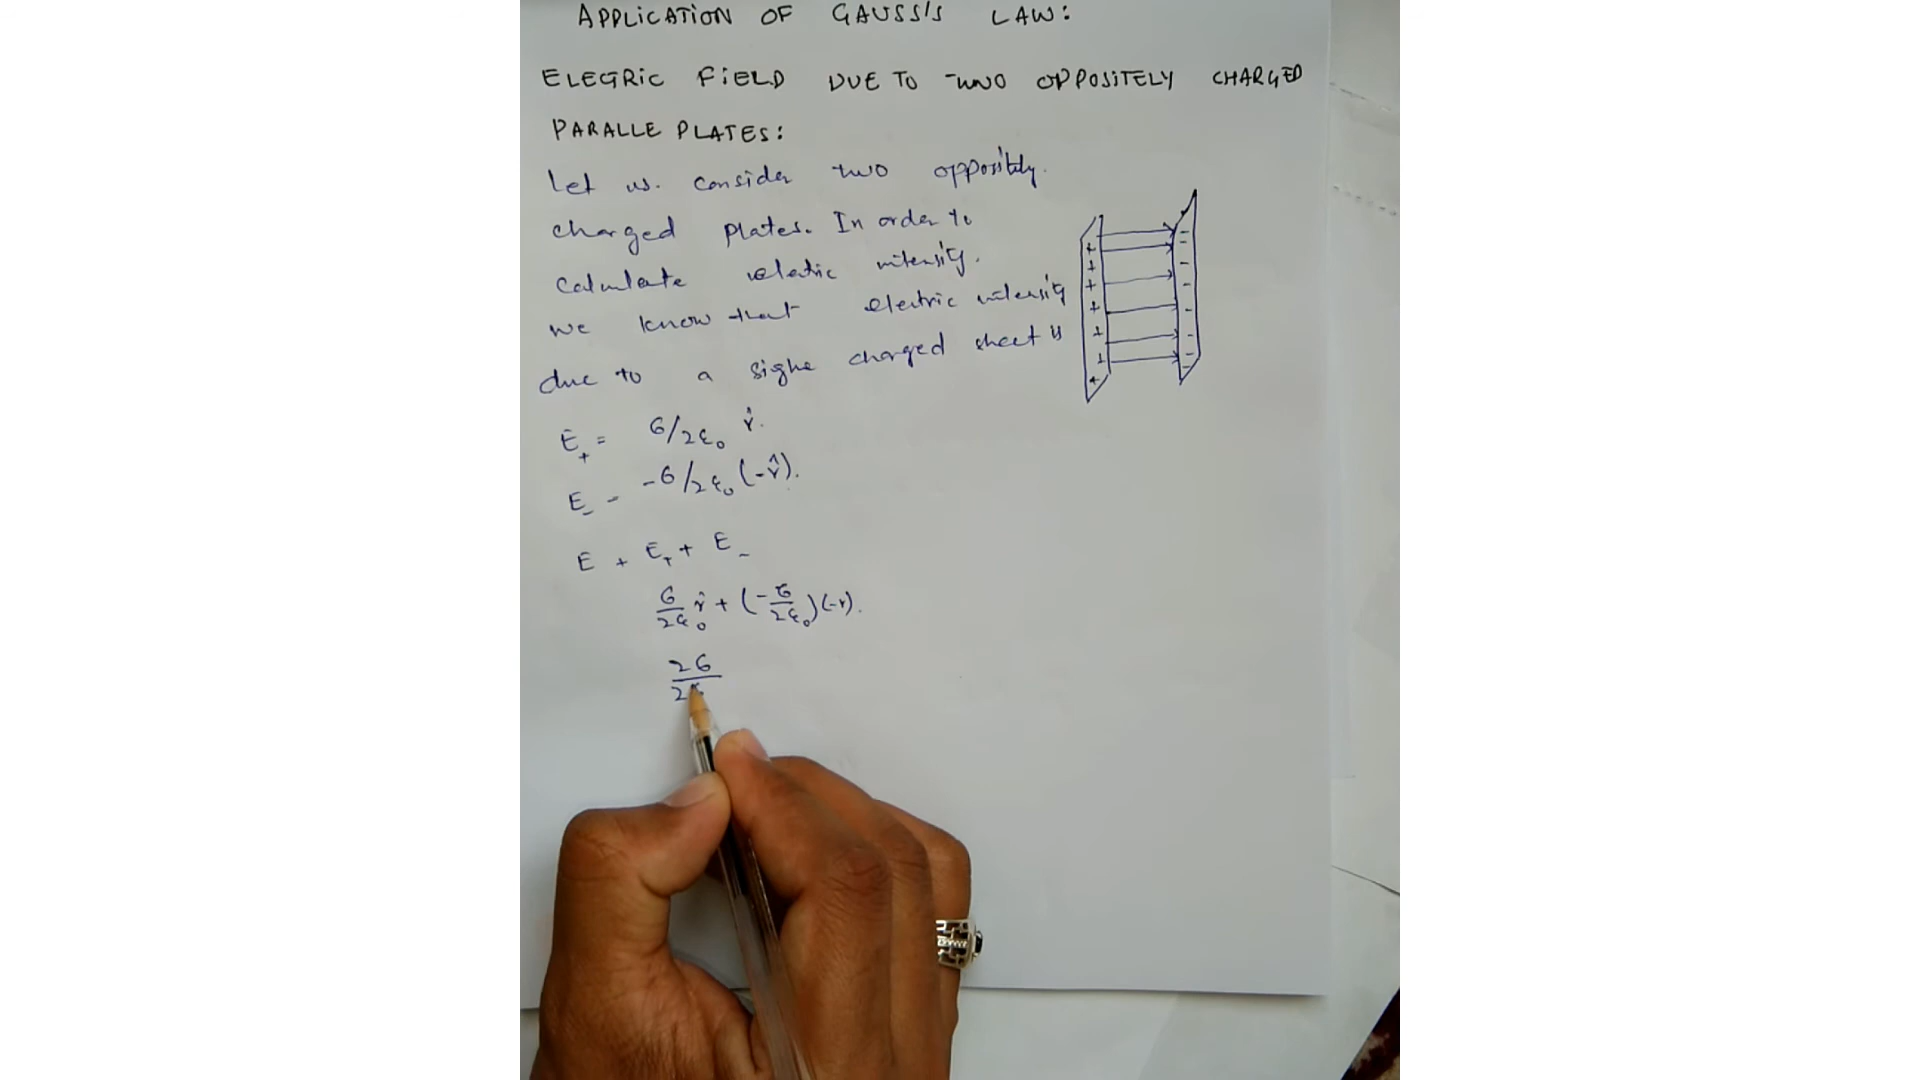 APPLICATION OF GAUSS'S LAW:
ELECTRIC FIELD DUE TO TWO OPPOSITELY CHARGED
PARALLE PLATES:
Let us. consider two oppositely.
charged plates. In order to
Calculate electric intensity.
we know that electric intensity
due to a single charged sheet is
E₊ = σ/2ε₀ r̂.
E₋ = -σ/2ε₀ (-r̂).
E + E₊ + E₋
σ/2ε₀ r̂ + (-σ/2ε₀)(-r).
2σ
2ε
+ + + + + + +
- - - - - - - -